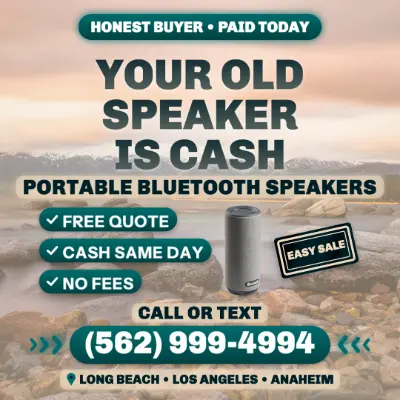 HONEST BUYER • PAID TODAY
YOUR OLD
SPEAKER
IS CASH
PORTABLE BLUETOOTH SPEAKERS
FREE QUOTE
CASH SAME DAY
NO FEES
EASY SALE
CALL OR TEXT
(562) 999-4994
LONG BEACH • LOS ANGELES • ANAHEIM